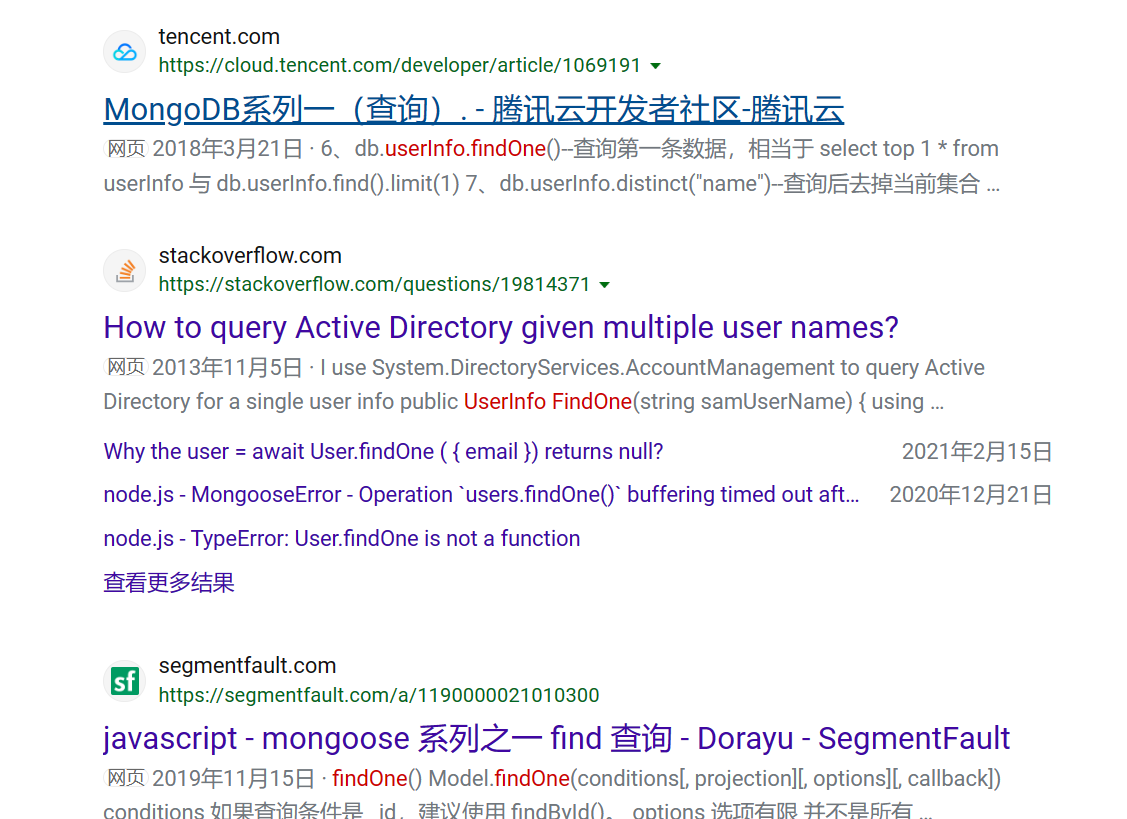 tencent.com
https://cloud.tencent.com/developer/article/1069191
MongoDB系列一（查询）. - 腾讯云开发者社区-腾讯云
网页 2018年3月21日 · 6、db.userInfo.findOne()--查询第一条数据，相当于 select top 1 * from
userInfo 与 db.userInfo.find().limit(1) 7、db.userInfo.distinct("name")--查询后去掉当前集合 ...
stackoverflow.com
https://stackoverflow.com/questions/19814371
How to query Active Directory given multiple user names?
网页 2013年11月5日 · I use System.DirectoryServices.AccountManagement to query Active
Directory for a single user info public UserInfo FindOne(string samUserName) { using ...
Why the user = await User.findOne ( { email }) returns null? 2021年2月15日
node.js - MongooseError - Operation `users.findOne()` buffering timed out aft... 2020年12月21日
node.js - TypeError: User.findOne is not a function
查看更多结果
sf
segmentfault.com
https://segmentfault.com/a/1190000021010300
javascript - mongoose 系列之一 find 查询 - Dorayu - SegmentFault
网页 2019年11月15日 · findOne() Model.findOne(conditions[, projection][, options][, callback])
conditions 如果查询条件是 _id，建议使用 findById()。 options 选项有限 并不是所有 ...